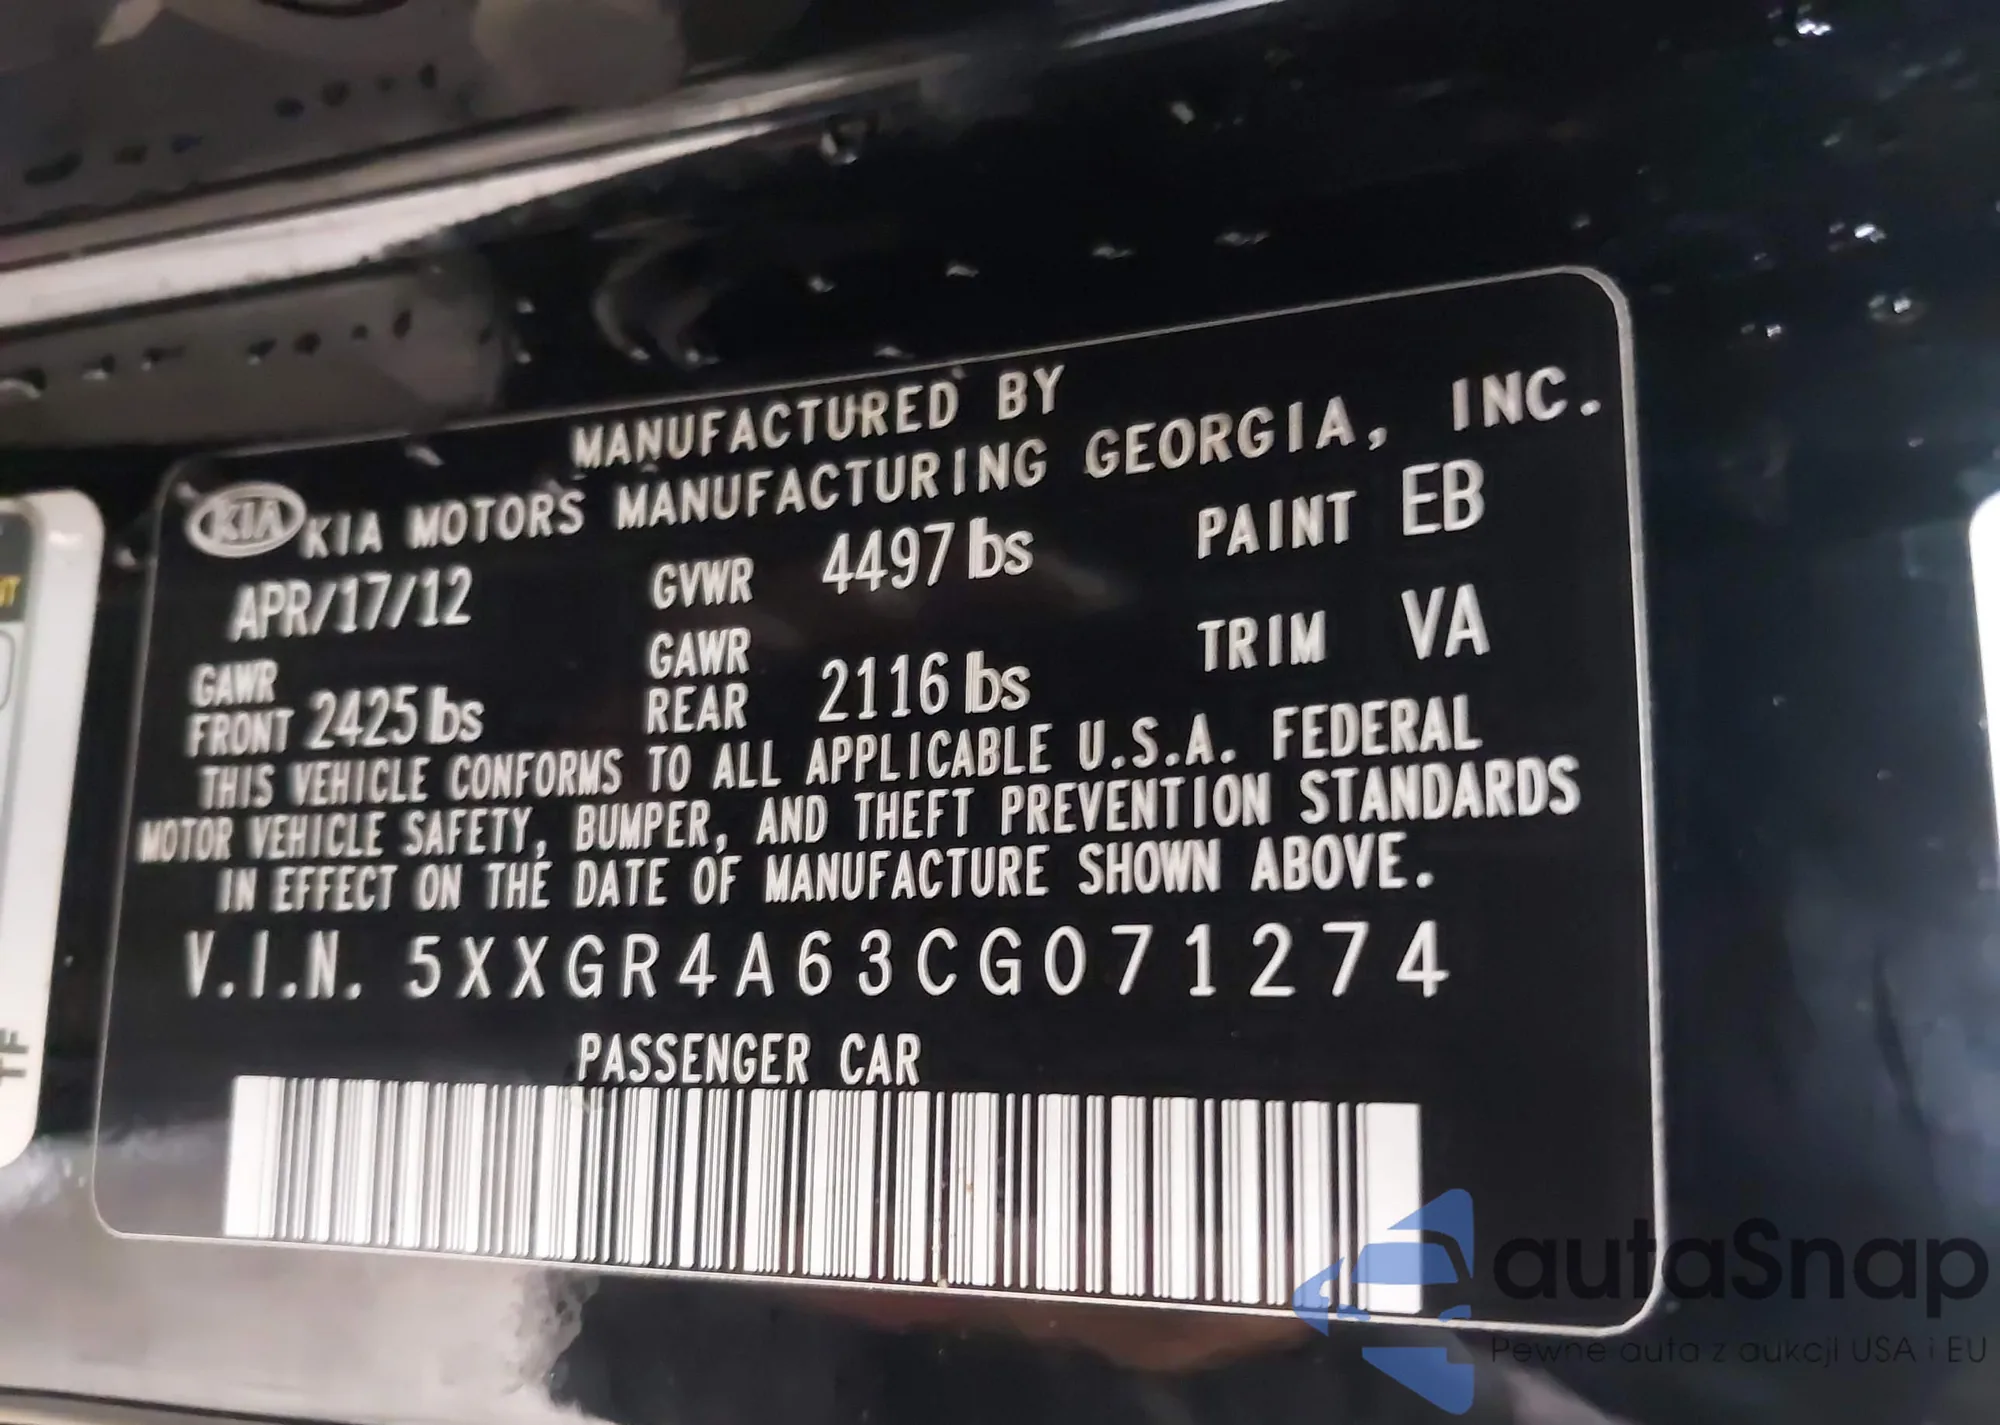 MANUFACTURED BY
KIA KIA MOTORS MANUFACTURING GEORGIA, INC.
APR/17/12 GVWR 4497 lbs PAINT EB
GAWR FRONT 2425 lbs GAWR REAR 2116 lbs TRIM VA
THIS VEHICLE CONFORMS TO ALL APPLICABLE U.S.A. FEDERAL
MOTOR VEHICLE SAFETY, BUMPER, AND THEFT PREVENTION STANDARDS
IN EFFECT ON THE DATE OF MANUFACTURE SHOWN ABOVE.
V.I.N. 5XXGR4A63CG071274
PASSENGER CAR
autaSnap
Pewne auta z aukcji USA i EU